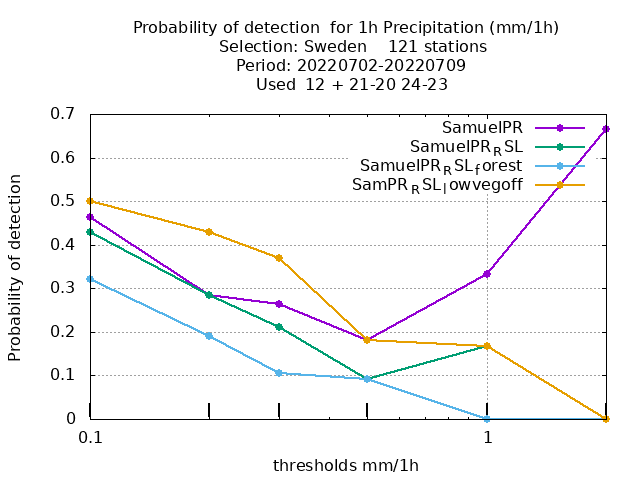 Probability of detection  for 1h Precipitation (mm/1h)
Selection: Sweden    121 stations
Period: 20220702-20220709
Used  12 + 21-20 24-23
SamuelPR
SamuelPR_RSL
SamuelPR_RSL_forest
SamPR_RSL_lowvegoff
Probability of detection
0.7
0.6
0.5
0.4
0.3
0.2
0.1
0
0.1
1
thresholds mm/1h